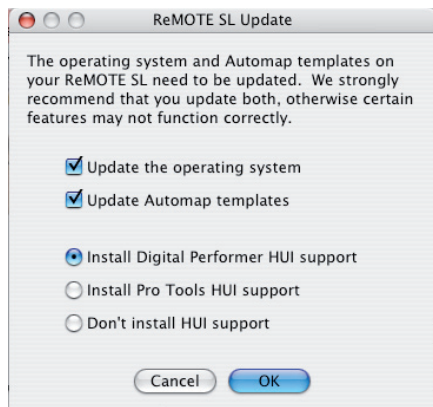 ReMOTE SL Update
The operating system and Automap templates on
your ReMOTE SL need to be updated.  We strongly
recommend that you update both, otherwise certain
features may not function correctly.
Update the operating system
Update Automap templates
Install Digital Performer HUI support
Install Pro Tools HUI support
Don't install HUI support
Cancel OK